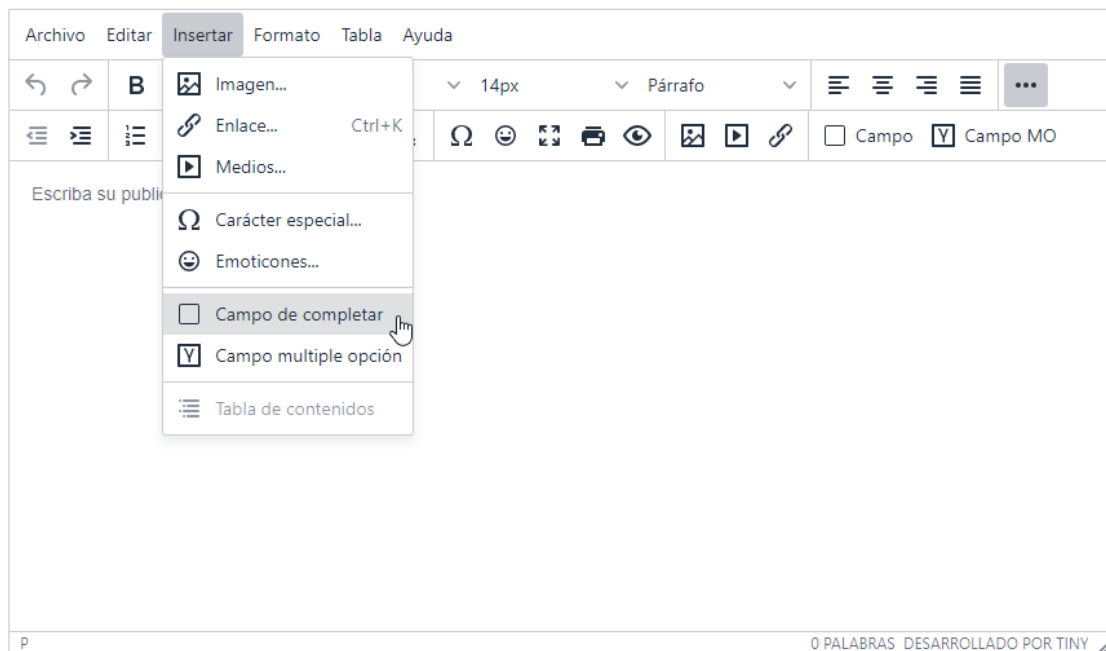 Archivo Editar Insertar Formato Tabla Ayuda
B 14px Párrafo
Ω Campo Y Campo MO
Escriba su public
Imagen...
Enlace... Ctrl+K
Medios...
Ω Carácter especial...
Emoticones...
Campo de completar
Y Campo multiple opción
Tabla de contenidos
P 0 PALABRAS DESARROLLADO POR TINY